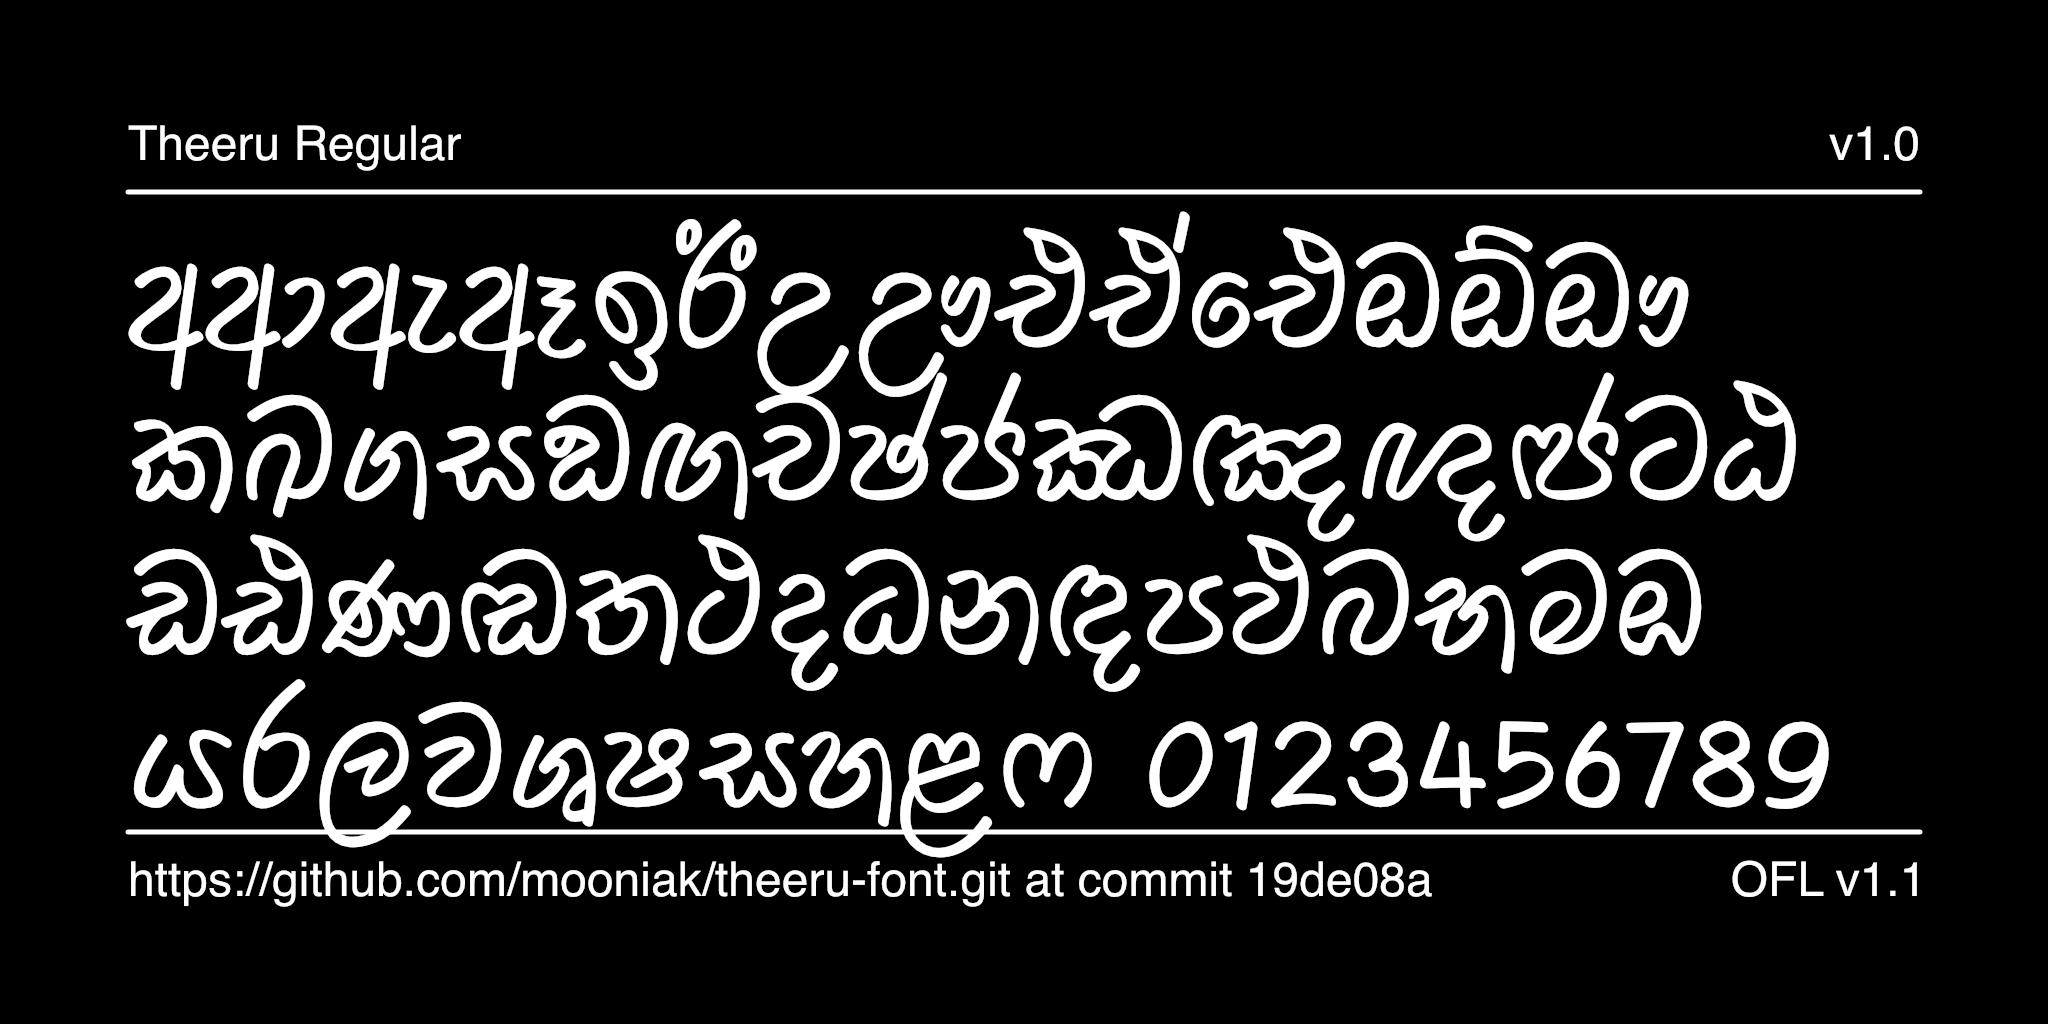 Theeru Regular
v1.0
අආඇඈඉඊඋඌඑඒඓඔඕඖ
කඛගඝඞඟචඡජඣඤඥඦටඨ
ඩඪණඬතථදධනඳපඵබභමඹ
යරලවශෂසහළෆ 0123456789
https://github.com/mooniak/theeru-font.git at commit 19de08a
OFL v1.1